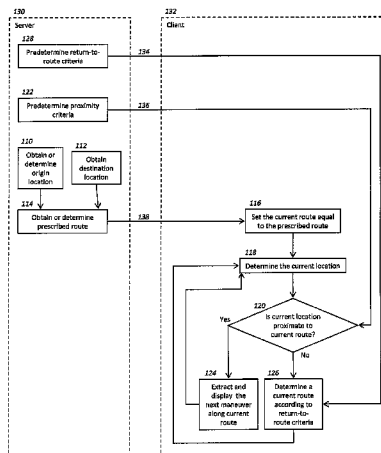 130
Server
132
Client
128
Predetermine return-to-
route criteria
134
122
Predetermine proximity
criteria
136
110
Obtain or
determine
origin
location
112
Obtain
destination
location
114
Obtain or determine
prescribed route
138
116
Set the current route equal
to the prescribed route
118
Determine the current location
120
Is current location
proximate to
current route?
Yes
No
124
Extract and
display the
next maneuver
along current
route
126
Determine a
current route
according to
return-to-
route criteria